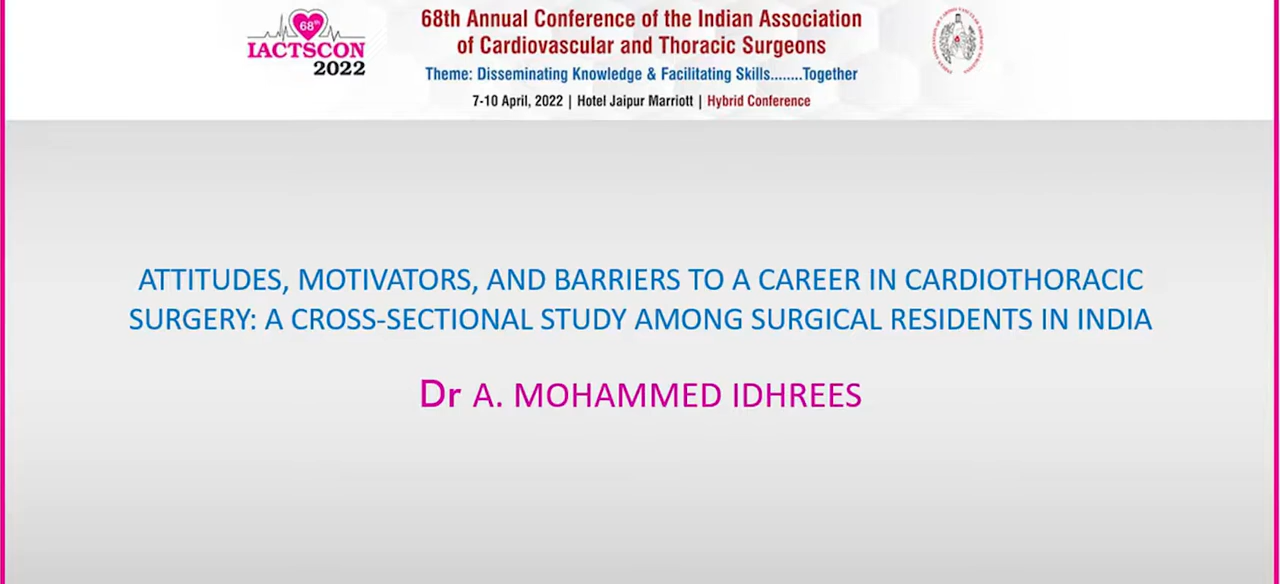 68th
IACTSCON
2022
68th Annual Conference of the Indian Association
of Cardiovascular and Thoracic Surgeons
Theme: Disseminating Knowledge & Facilitating Skills........Together
7-10 April, 2022 | Hotel Jaipur Marriott | Hybrid Conference
ATTITUDES, MOTIVATORS, AND BARRIERS TO A CAREER IN CARDIOTHORACIC
SURGERY: A CROSS-SECTIONAL STUDY AMONG SURGICAL RESIDENTS IN INDIA
Dr A. MOHAMMED IDHREES